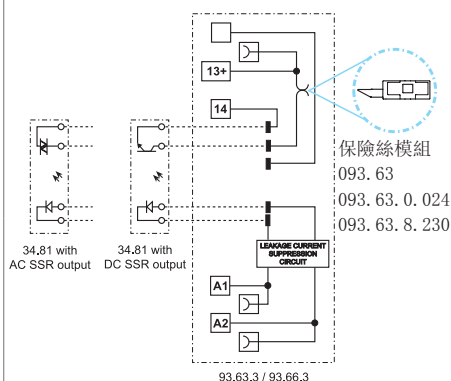 13+
14
保險絲模組
093.63
093.63.0.024
093.63.8.230
34.81 with
AC SSR output
34.81 with
DC SSR output
LEAKAGE CURRENT
SUPPRESSION
CIRCUIT
A1
A2
93.63.3 / 93.66.3